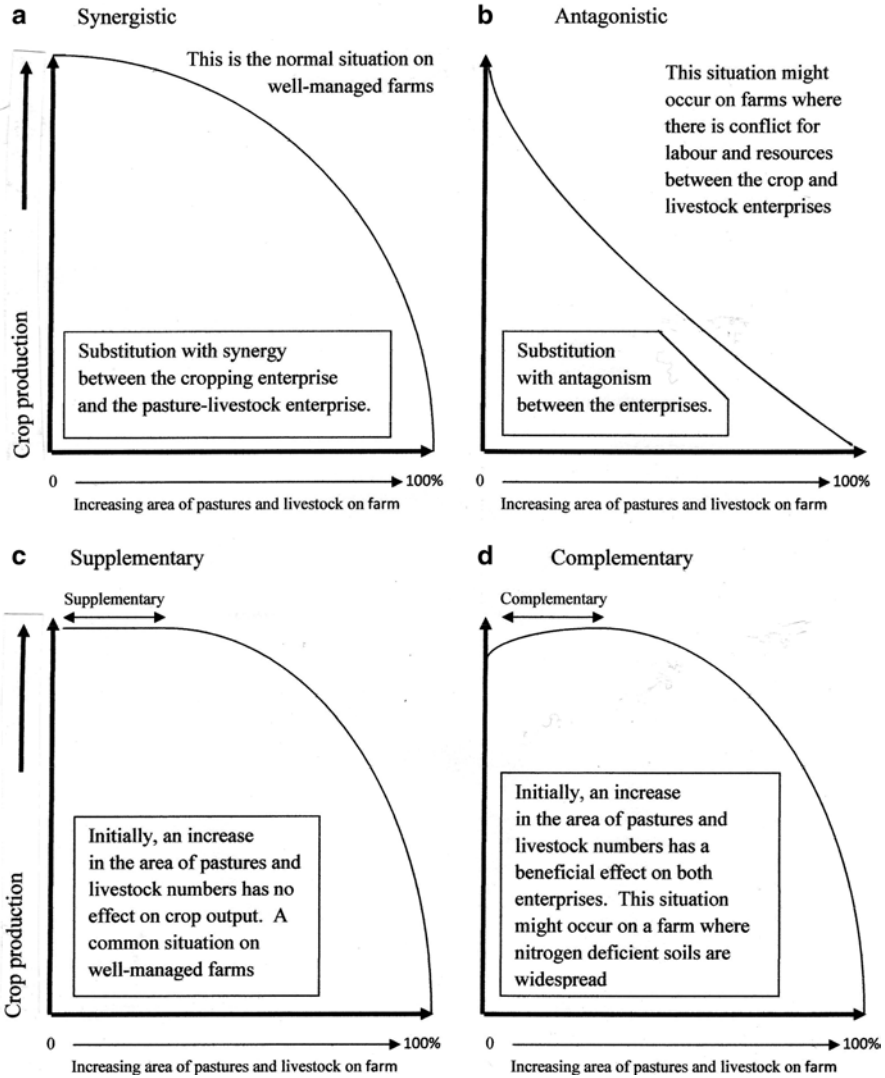 a Synergistic
This is the normal situation on
well-managed farms
Crop production
Substitution with synergy
between the cropping enterprise
and the pasture-livestock enterprise.
0 100%
Increasing area of pastures and livestock on farm
b Antagonistic
This situation might
occur on farms where
there is conflict for
labour and resources
between the crop and
livestock enterprises
Substitution
with antagonism
between the enterprises.
0 100%
Increasing area of pastures and livestock on farm
c Supplementary
Supplementary
Crop production
Initially, an increase
in the area of pastures and
livestock numbers has no
effect on crop output. A
common situation on
well-managed farms
0 100%
Increasing area of pastures and livestock on farm
d Complementary
Complementary
Initially, an increase
in the area of pastures and
livestock numbers has a
beneficial effect on both
enterprises. This situation
might occur on a farm where
nitrogen deficient soils are
widespread
0 100%
Increasing area of pastures and livestock on farm